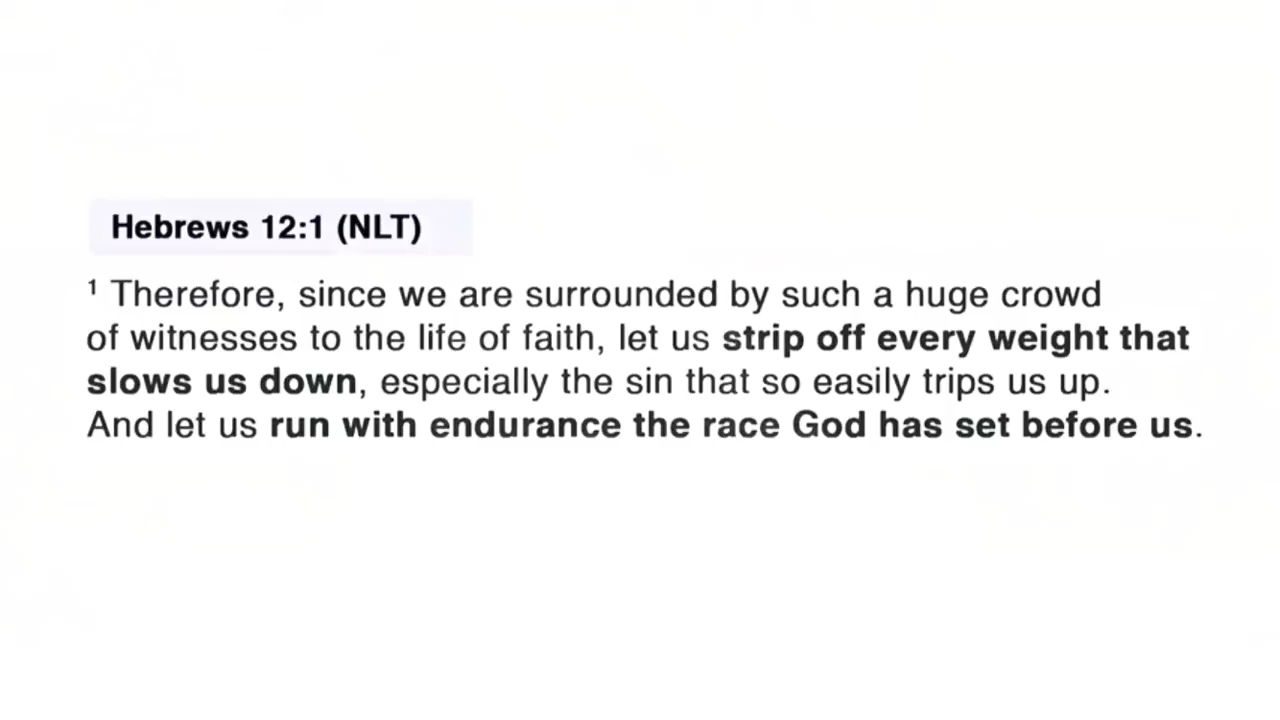 Hebrews 12:1 (NLT)
¹ Therefore, since we are surrounded by such a huge crowd
of witnesses to the life of faith, let us strip off every weight that
slows us down, especially the sin that so easily trips us up.
And let us run with endurance the race God has set before us.